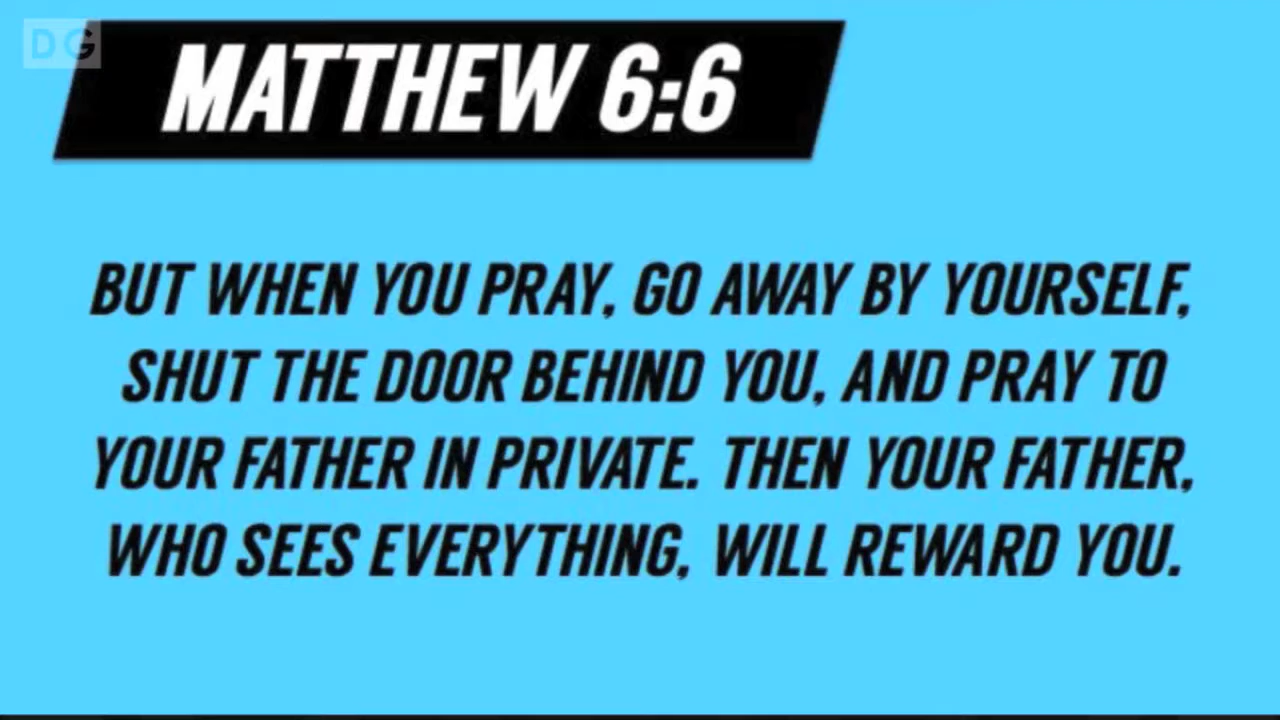 DG
MATTHEW 6:6
BUT WHEN YOU PRAY, GO AWAY BY YOURSELF,
SHUT THE DOOR BEHIND YOU, AND PRAY TO
YOUR FATHER IN PRIVATE. THEN YOUR FATHER,
WHO SEES EVERYTHING, WILL REWARD YOU.